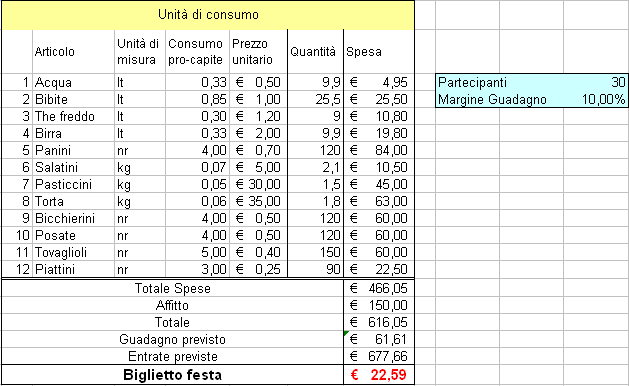 Unità di consumo
Articolo Unità di misura Consumo pro-capite Prezzo unitario Quantità Spesa
1 Acqua lt 0,33 € 0,50 9,9 € 4,95
2 Bibite lt 0,85 € 1,00 25,5 € 25,50
3 The freddo lt 0,30 € 1,20 9 € 10,80
4 Birra lt 0,33 € 2,00 9,9 € 19,80
5 Panini nr 4,00 € 0,70 120 € 84,00
6 Salatini kg 0,07 € 5,00 2,1 € 10,50
7 Pasticcini kg 0,05 € 30,00 1,5 € 45,00
8 Torta kg 0,06 € 35,00 1,8 € 63,00
9 Bicchierini nr 4,00 € 0,50 120 € 60,00
10 Posate nr 4,00 € 0,50 120 € 60,00
11 Tovaglioli nr 5,00 € 0,40 150 € 60,00
12 Piattini nr 3,00 € 0,25 90 € 22,50
Totale Spese € 466,05
Affitto € 150,00
Totale € 616,05
Guadagno previsto € 61,61
Entrate previste € 677,66
Biglietto festa € 22,59
Partecipanti 30
Margine Guadagno 10,00%